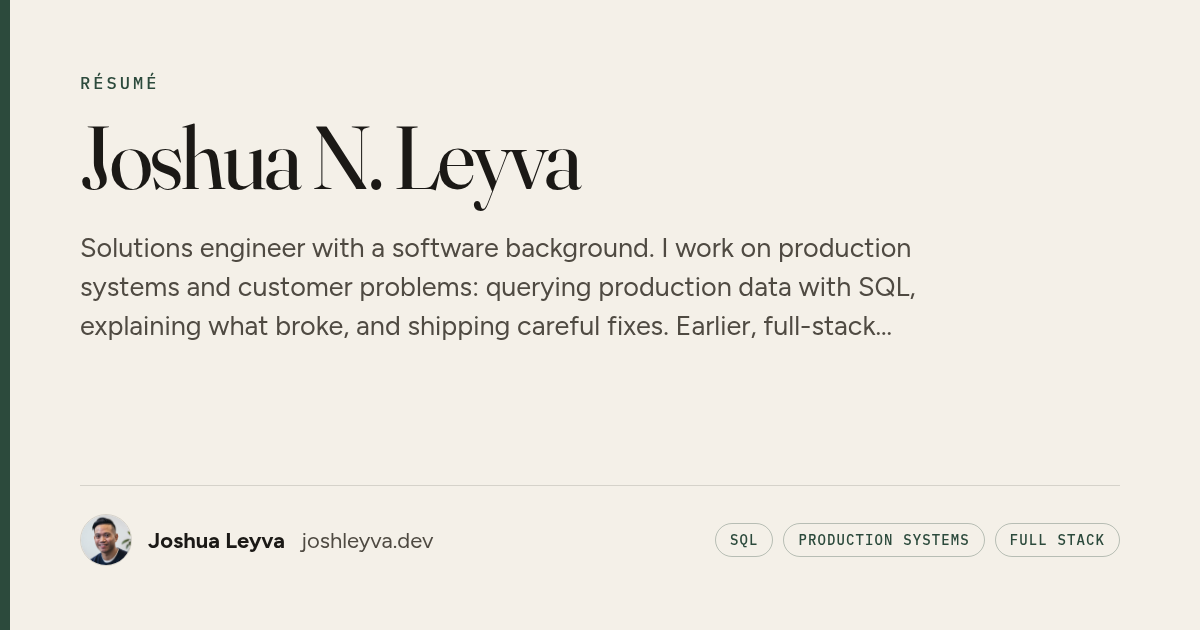 RÉSUMÉ
Joshua N. Leyva
Solutions engineer with a software background. I work on production
systems and customer problems: querying production data with SQL,
explaining what broke, and shipping careful fixes. Earlier, full-stack...
Joshua Leyva joshleyva.dev
SQL PRODUCTION SYSTEMS FULL STACK